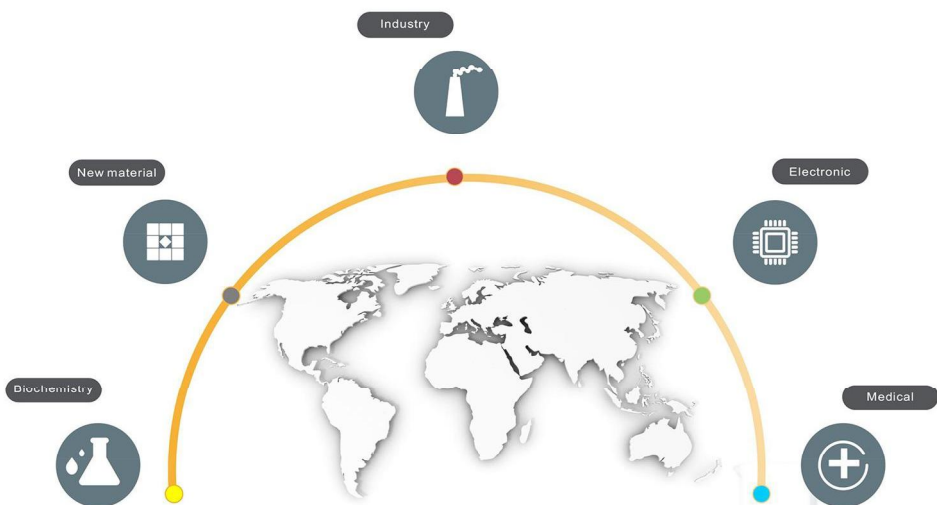 Industry
New material
Electronic
Biochemistry
Medical